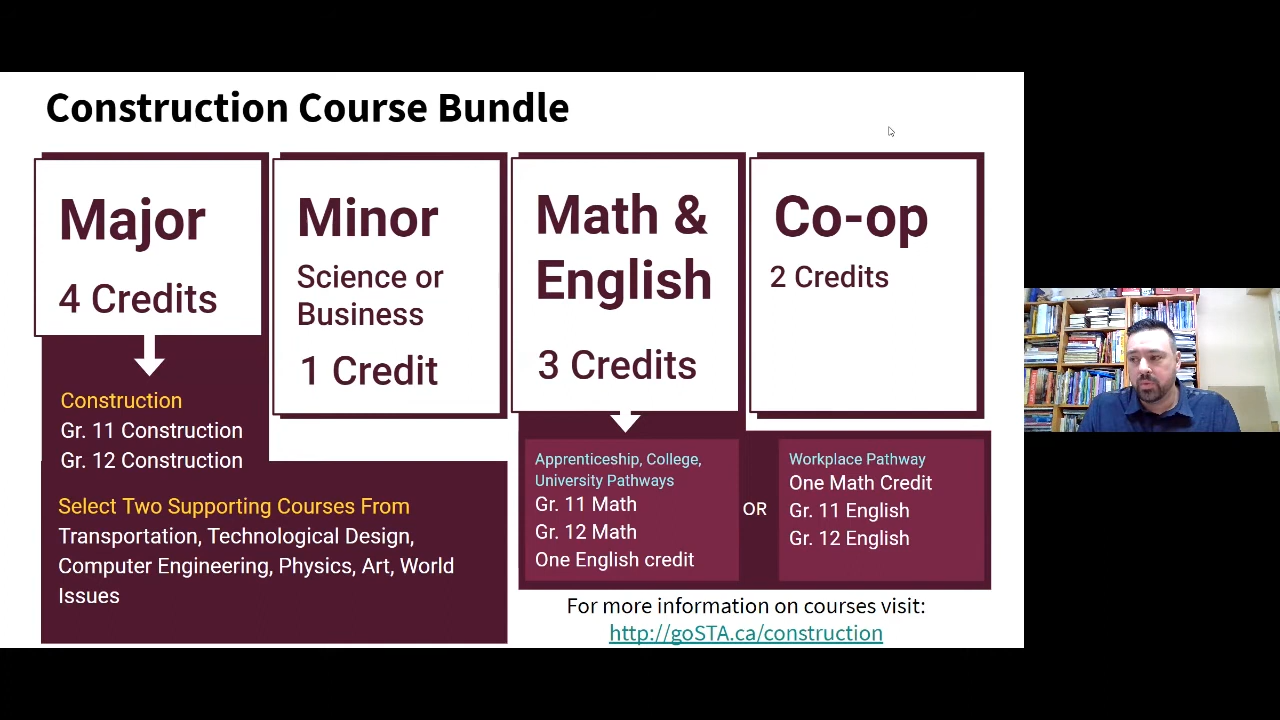 Construction Course Bundle
Major
4 Credits
Construction
Gr. 11 Construction
Gr. 12 Construction
Select Two Supporting Courses From
Transportation, Technological Design,
Computer Engineering, Physics, Art, World
Issues
Minor
Science or
Business
1 Credit
Math &
English
3 Credits
Apprenticeship, College,
University Pathways
Gr. 11 Math
Gr. 12 Math
One English credit
OR
Workplace Pathway
One Math Credit
Gr. 11 English
Gr. 12 English
Co-op
2 Credits
For more information on courses visit:
http://goSTA.ca/construction